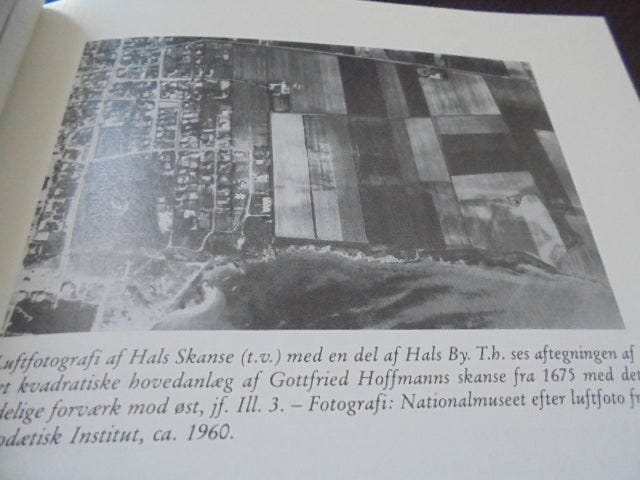 Luftfotografi af Hals Skanse (t.v.) med en del af Hals By. T.h. ses aftegningen af
et kvadratiske hovedanlæg af Gottfried Hoffmanns skanse fra 1675 med det
delige forværk mod øst, jf. Ill. 3. – Fotografi: Nationalmuseet efter luftfoto fr
odætisk Institut, ca. 1960.